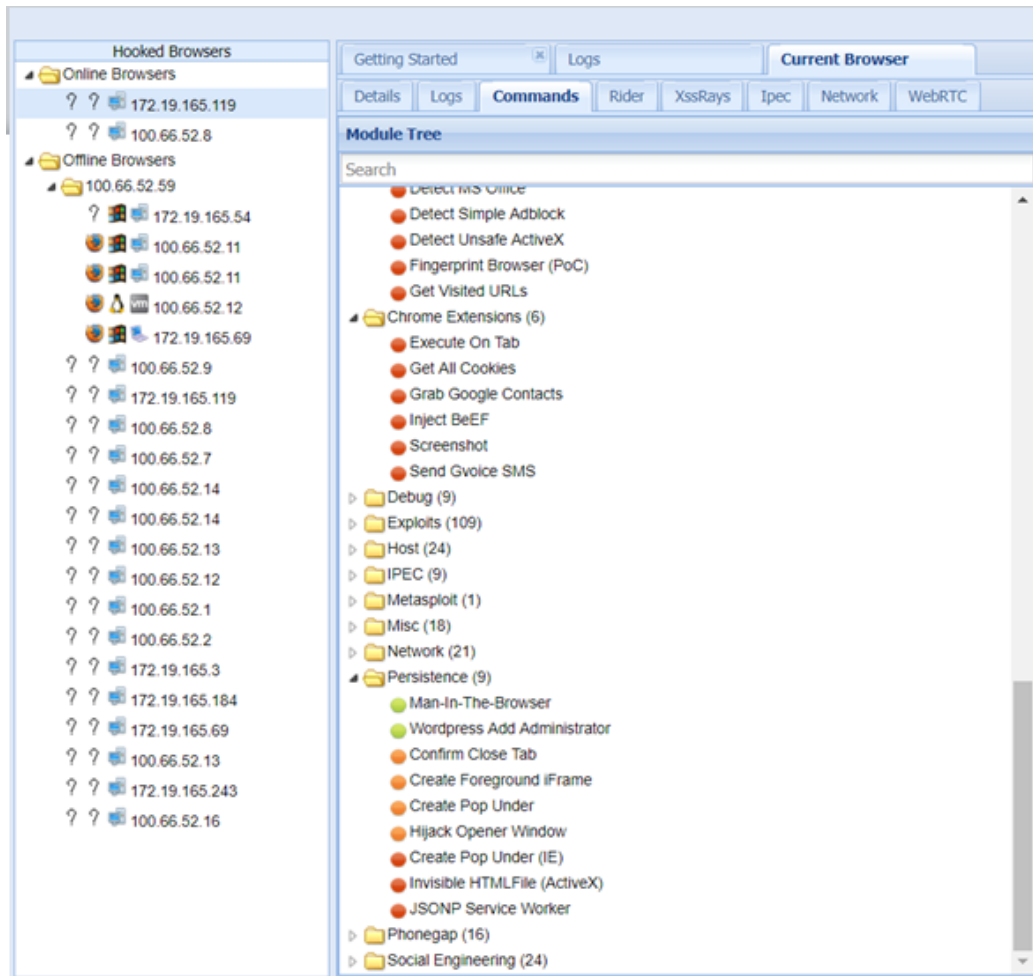 Hooked Browsers
Online Browsers
? ? 172.19.165.119
? ? 100.66.52.8
Offline Browsers
100.66.52.59
? 172.19.165.54
100.66.52.11
100.66.52.11
vm 100.66.52.12
172.19.165.69
? ? 100.66.52.9
? ? 172.19.165.119
? ? 100.66.52.8
? ? 100.66.52.7
? ? 100.66.52.14
? ? 100.66.52.14
? ? 100.66.52.13
? ? 100.66.52.12
? ? 100.66.52.1
? ? 100.66.52.2
? ? 172.19.165.3
? ? 172.19.165.184
? ? 172.19.165.69
? ? 100.66.52.13
? ? 172.19.165.243
? ? 100.66.52.16
Getting Started Logs Current Browser
Details Logs Commands Rider XssRays Ipec Network WebRTC
Module Tree
Search
Detect MS Office
Detect Simple Adblock
Detect Unsafe ActiveX
Fingerprint Browser (PoC)
Get Visited URLs
Chrome Extensions (6)
Execute On Tab
Get All Cookies
Grab Google Contacts
Inject BeEF
Screenshot
Send Gvoice SMS
Debug (9)
Exploits (109)
Host (24)
IPEC (9)
Metasploit (1)
Misc (18)
Network (21)
Persistence (9)
Man-In-The-Browser
Wordpress Add Administrator
Confirm Close Tab
Create Foreground iFrame
Create Pop Under
Hijack Opener Window
Create Pop Under (IE)
Invisible HTMLFile (ActiveX)
JSONP Service Worker
Phonegap (16)
Social Engineering (24)